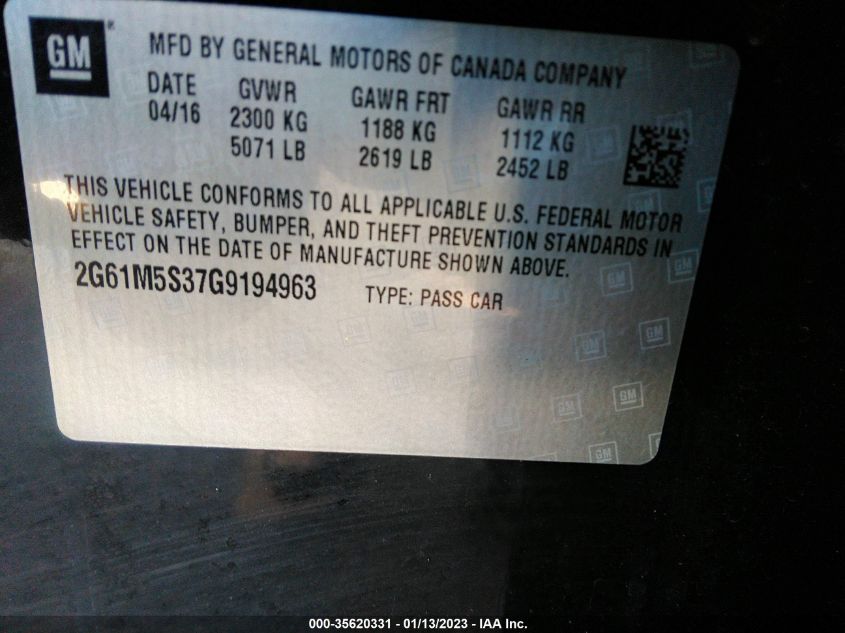 GM
MFD BY GENERAL MOTORS OF CANADA COMPANY
DATE GVWR GAWR FRT GAWR RR
04/16 2300 KG 1188 KG 1112 KG
5071 LB 2619 LB 2452 LB
THIS VEHICLE CONFORMS TO ALL APPLICABLE U.S. FEDERAL MOTOR
VEHICLE SAFETY, BUMPER, AND THEFT PREVENTION STANDARDS IN
EFFECT ON THE DATE OF MANUFACTURE SHOWN ABOVE.
2G61M5S37G9194963 TYPE: PASS CAR
000-35620331 - 01/13/2023 - IAA Inc.